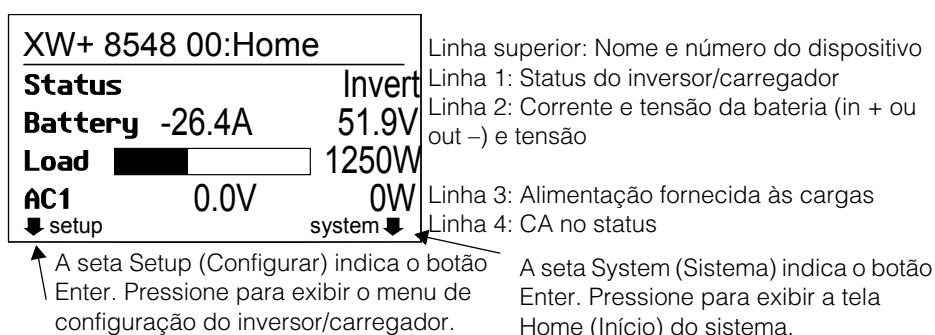 XW+ 8548 00:Home
Status Invert
Battery -26.4A 51.9V
Load 1250W
AC1 0.0V 0W
setup system
Linha superior: Nome e número do dispositivo
Linha 1: Status do inversor/carregador
Linha 2: Corrente e tensão da bateria (in + ou
out –) e tensão
Linha 3: Alimentação fornecida às cargas
Linha 4: CA no status
A seta Setup (Configurar) indica o botão
Enter. Pressione para exibir o menu de
configuração do inversor/carregador.
A seta System (Sistema) indica o botão
Enter. Pressione para exibir a tela
Home (Início) do sistema.